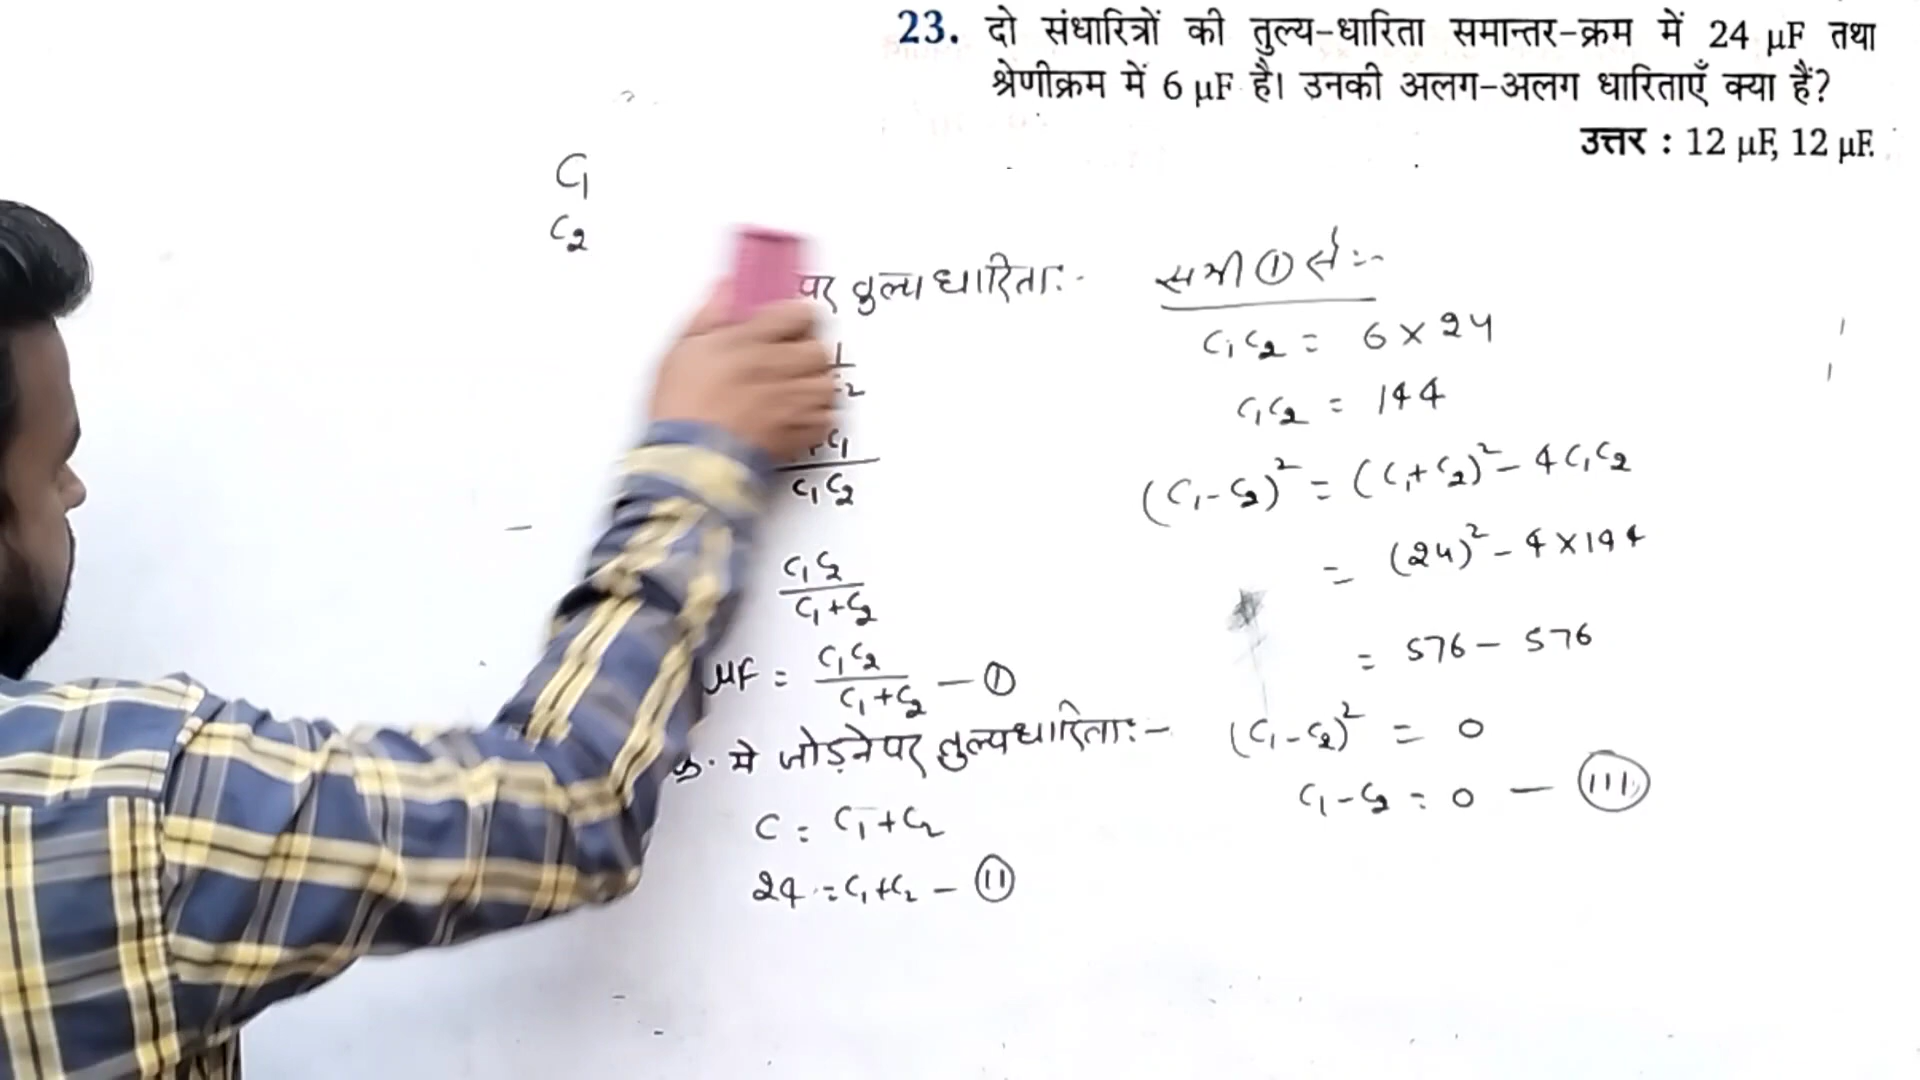 23. दो संधारित्रों की तुल्य-धारिता समान्तर-क्रम में 24 μF तथा
श्रेणीक्रम में 6 μF है। उनकी अलग-अलग धारिताएँ क्या हैं?
उत्तर : 12 μF, 12 μF.
C₁
C₂
पर तुल्य धारिता:-
C₁C₂
C₁C₂
C₁+C₂
μF = C₁C₂ / C₁+C₂ — ①
क्र. मे जोड़ने पर तुल्यधारिता:-
C = C₁+C₂
24 = C₁+C₂ — ⑪
समी ① से:-
C₁C₂ = 6 × 24
C₁C₂ = 144
(C₁-C₂)² = (C₁+C₂)² - 4C₁C₂
= (24)² - 4×144
= 576 - 576
(C₁-C₂)² = 0
C₁-C₂ = 0 — (111)